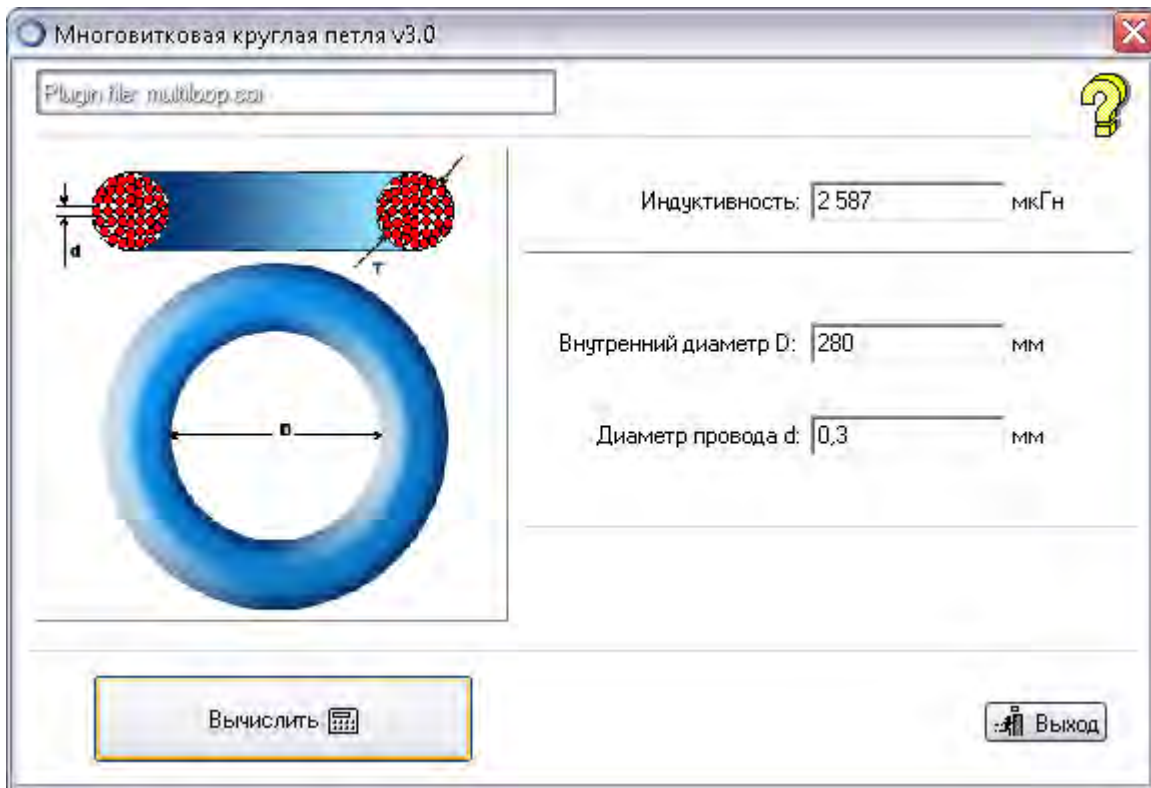 Многовитковая круглая петля v3.0
Plugin file: multiloop.coi
d
T
Индуктивность: 2 587 мкГн
D
Внутренний диаметр D: 280 мм
Диаметр провода d: 0,3 мм
Вычислить
Выход